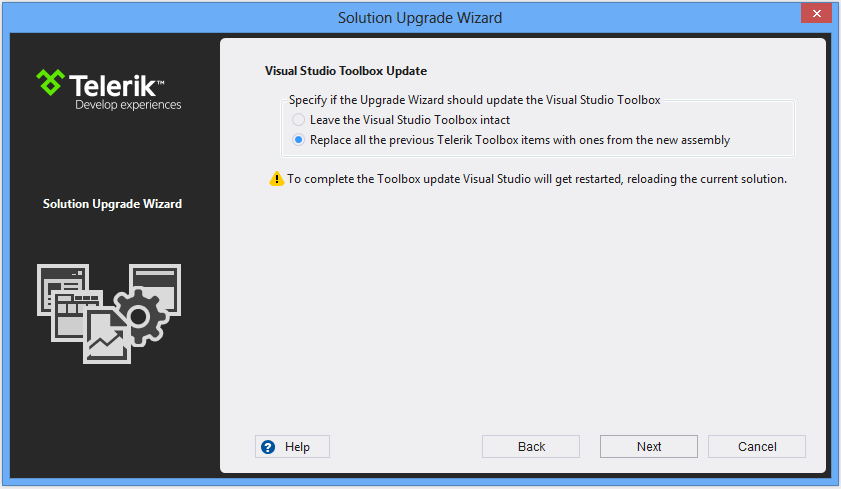 Solution Upgrade Wizard
Telerik™
Develop experiences
Solution Upgrade Wizard
Visual Studio Toolbox Update
Specify if the Upgrade Wizard should update the Visual Studio Toolbox
Leave the Visual Studio Toolbox intact
Replace all the previous Telerik Toolbox items with ones from the new assembly
To complete the Toolbox update Visual Studio will get restarted, reloading the current solution.
? Help
Back
Next
Cancel